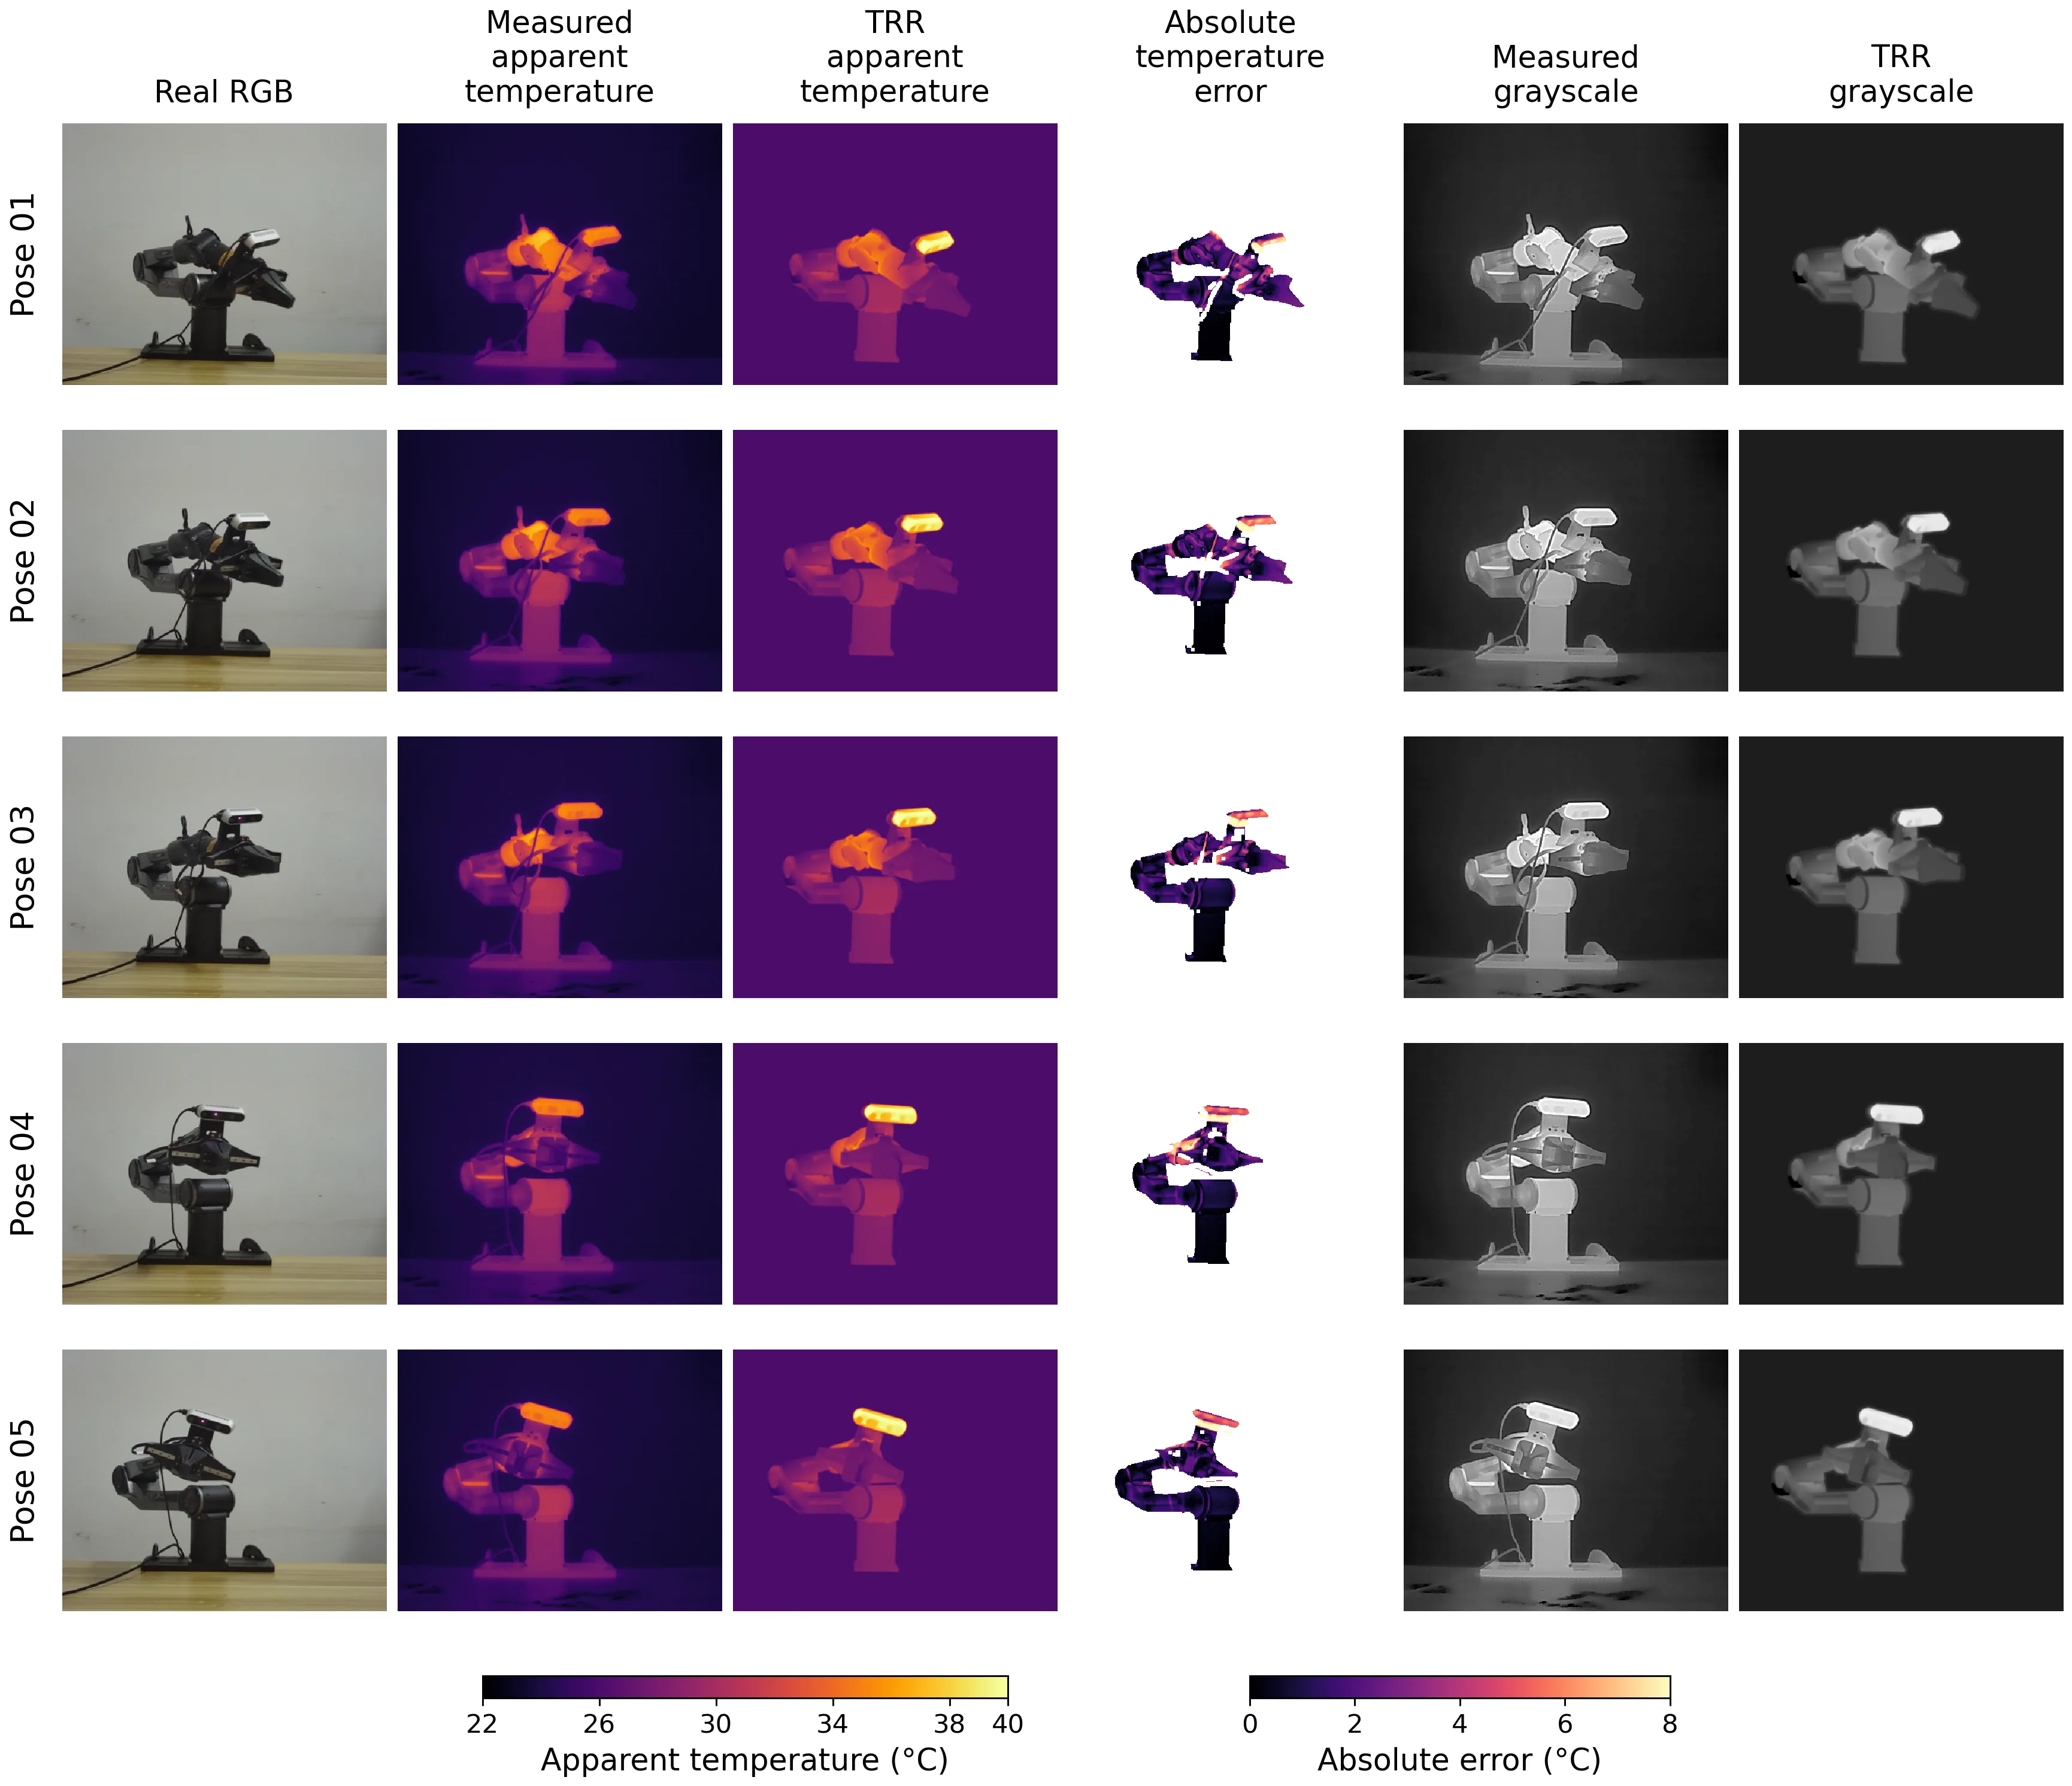 Real RGB
Measured
apparent
temperature
TRR
apparent
temperature
Absolute
temperature
error
Measured
grayscale
TRR
grayscale
Pose 01
Pose 02
Pose 03
Pose 04
Pose 05
22 26 30 34 38 40
Apparent temperature (°C)
0 2 4 6 8
Absolute error (°C)